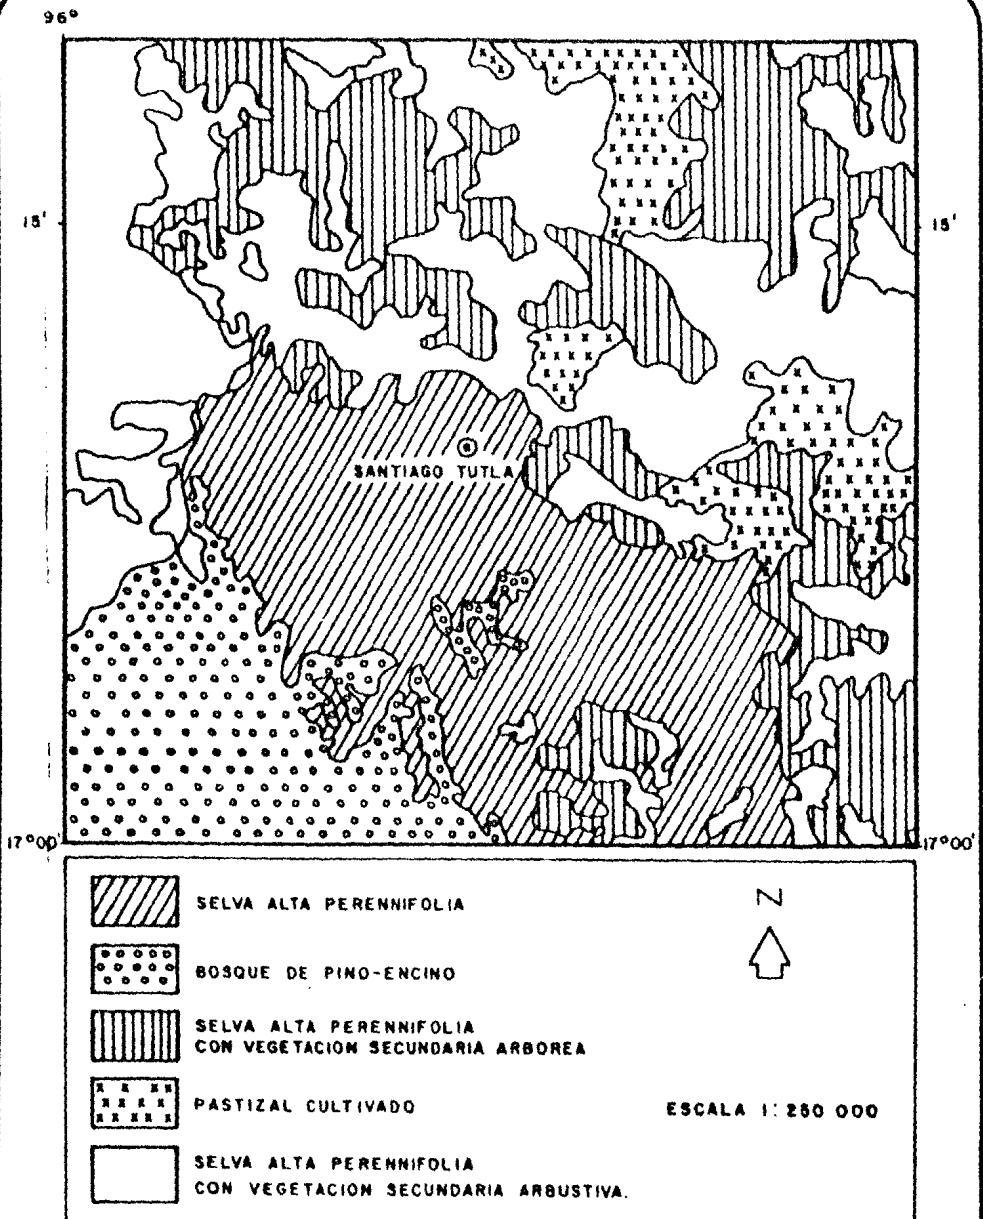 96°
15'
15'
SANTIAGO TUTLA
17°00'
17°00'
SELVA ALTA PERENNIFOLIA
N
BOSQUE DE PINO-ENCINO
SELVA ALTA PERENNIFOLIA
CON VEGETACION SECUNDARIA ARBOREA
PASTIZAL CULTIVADO
ESCALA 1:250 000
SELVA ALTA PERENNIFOLIA
CON VEGETACION SECUNDARIA ARBUSTIVA.